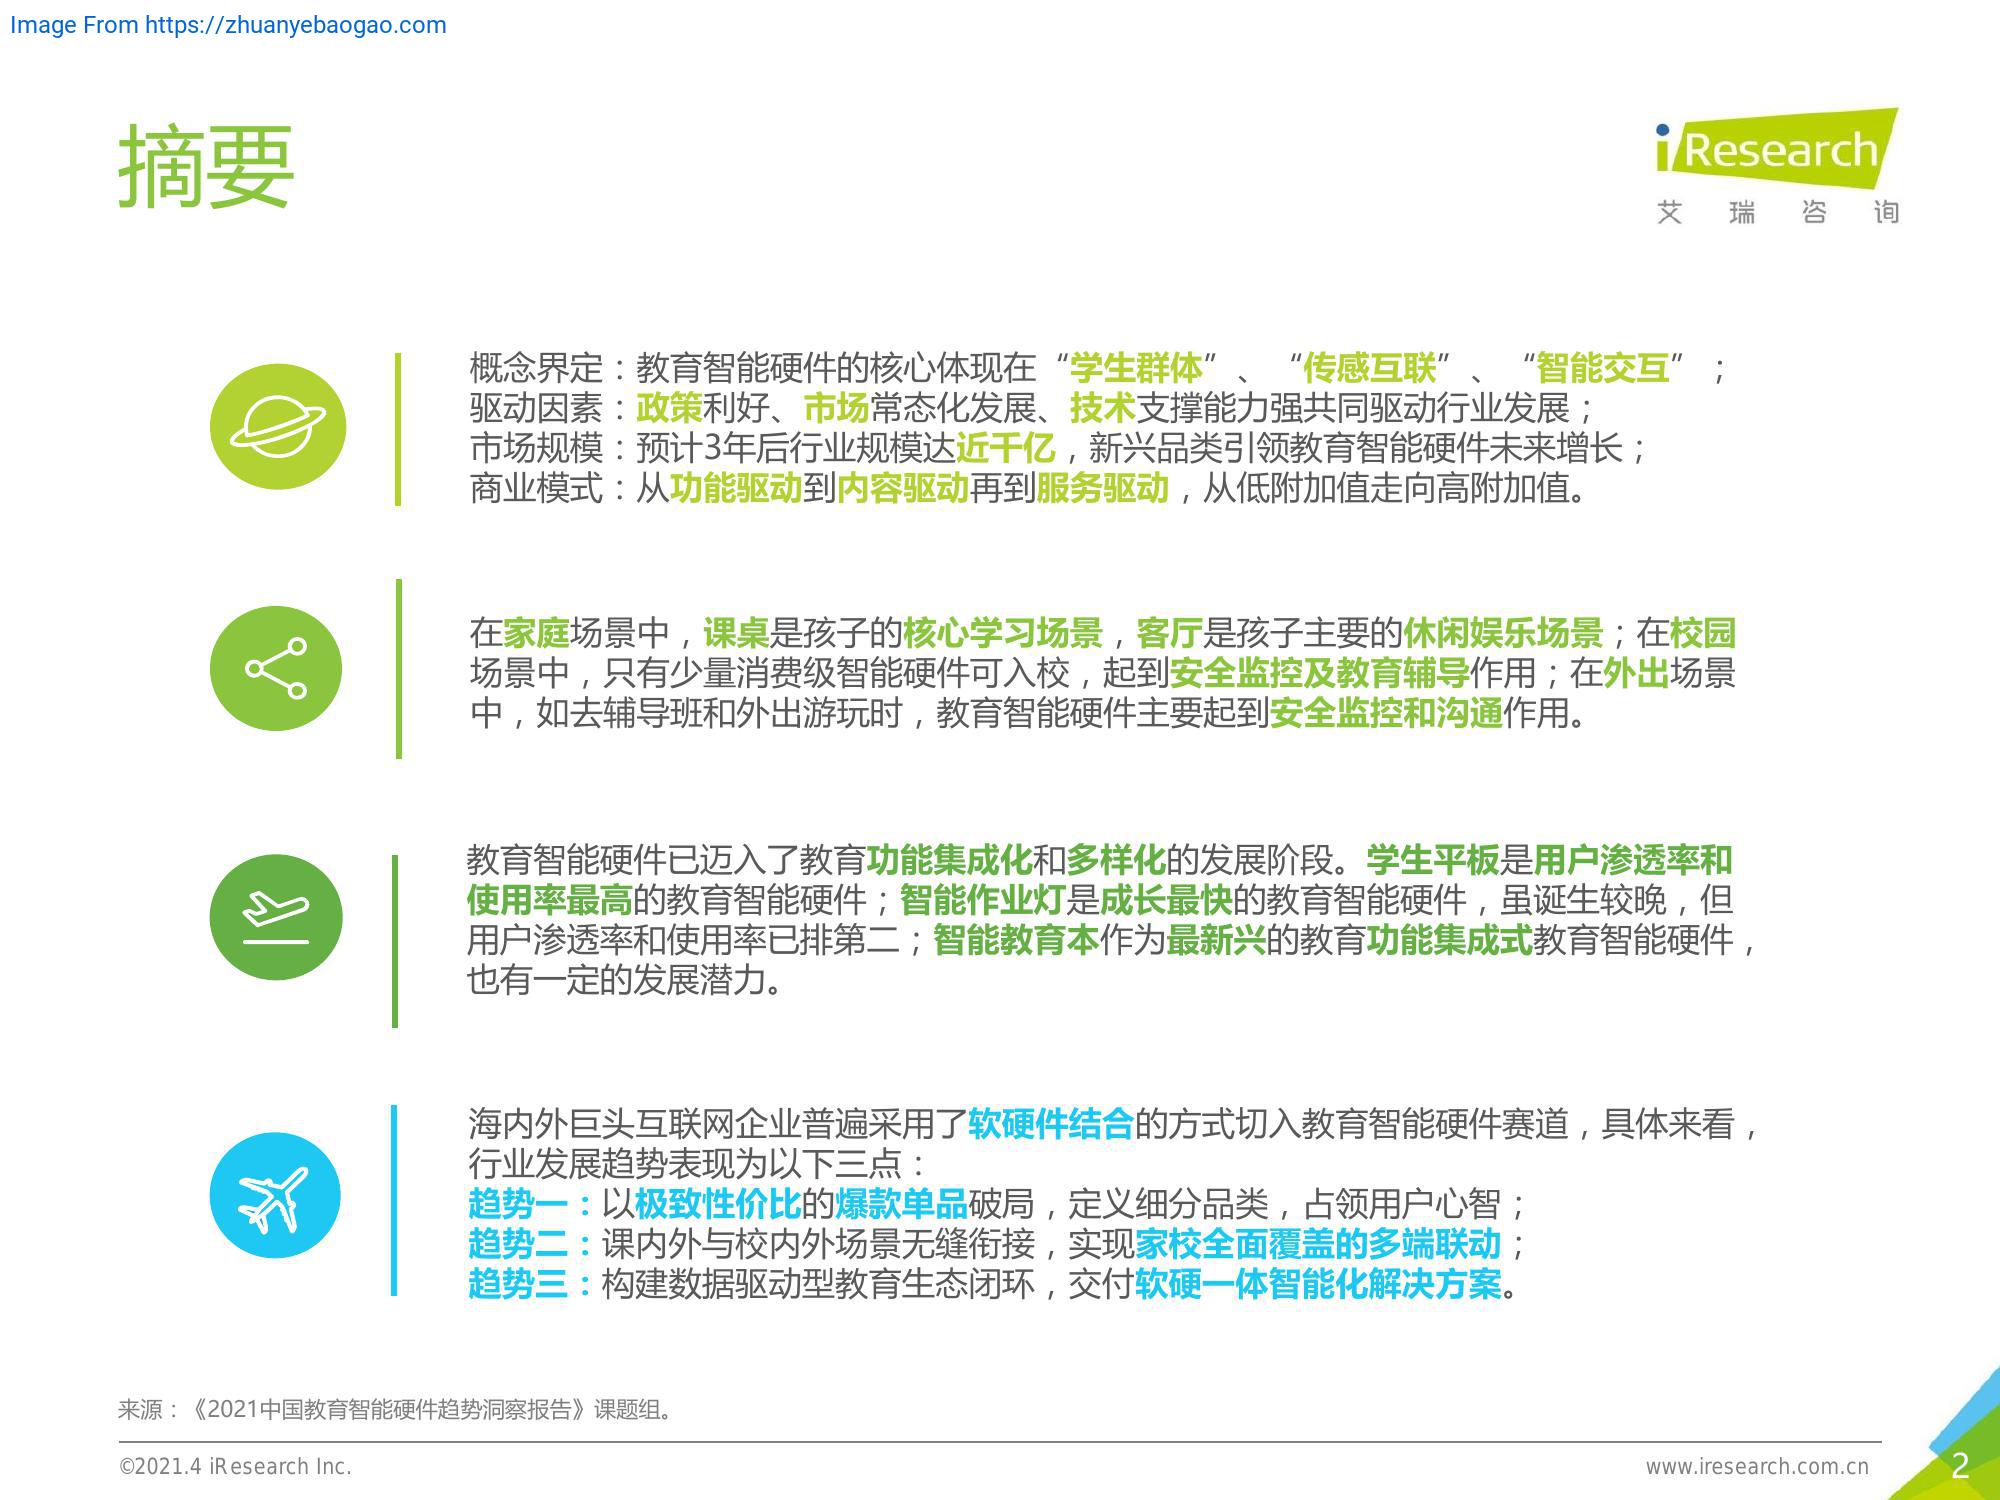 Image From https://zhuanyebaogao.com
摘要
iResearch
艾瑞咨询
概念界定：教育智能硬件的核心体现在“学生群体”、“传感互联”、“智能交互”；
驱动因素：政策利好、市场常态化发展、技术支撑能力强共同驱动行业发展；
市场规模：预计3年后行业规模达近千亿，新兴品类引领教育智能硬件未来增长；
商业模式：从功能驱动到内容驱动再到服务驱动，从低附加值走向高附加值。
在家庭场景中，课桌是孩子的核心学习场景，客厅是孩子主要的休闲娱乐场景；在校园
场景中，只有少量消费级智能硬件可入校，起到安全监控及教育辅导作用；在外出场景
中，如去辅导班和外出游玩时，教育智能硬件主要起到安全监控和沟通作用。
教育智能硬件已迈入了教育功能集成化和多样化的发展阶段。学生平板是用户渗透率和
使用率最高的教育智能硬件；智能作业灯是成长最快的教育智能硬件，虽诞生较晚，但
用户渗透率和使用率已排第二；智能教育本作为最新兴的教育功能集成式教育智能硬件，
也有一定的发展潜力。
海内外巨头互联网企业普遍采用了软硬件结合的方式切入教育智能硬件赛道，具体来看，
行业发展趋势表现为以下三点：
趋势一：以极致性价比的爆款单品破局，定义细分品类，占领用户心智；
趋势二：课内外与校内外场景无缝衔接，实现家校全面覆盖的多端联动；
趋势三：构建数据驱动型教育生态闭环，交付软硬一体智能化解决方案。
来源：《2021中国教育智能硬件趋势洞察报告》课题组。
©2021.4 iResearch Inc.
www.iresearch.com.cn
2